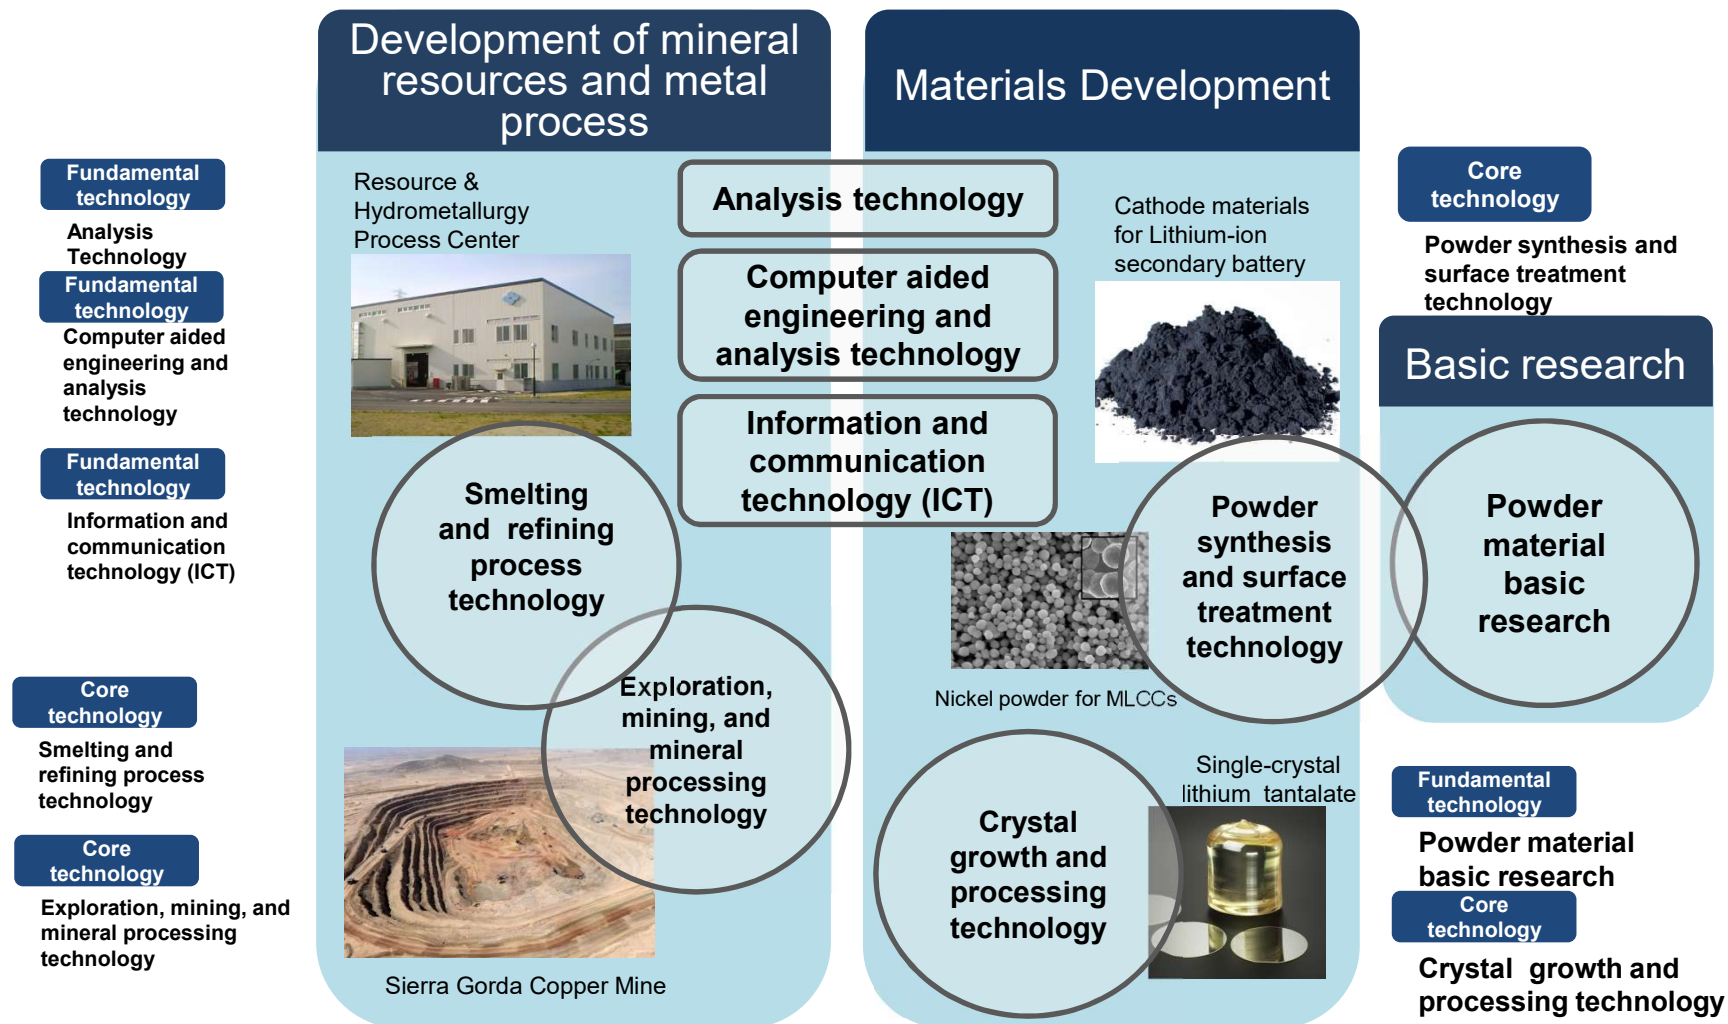 Development of mineral
resources and metal
process
Materials Development
Fundamental
technology
Analysis
Technology
Fundamental
technology
Computer aided
engineering and
analysis
technology
Fundamental
technology
Information and
communication
technology (ICT)
Core
technology
Smelting and
refining process
technology
Core
technology
Exploration, mining, and
mineral processing
technology
Resource &
Hydrometallurgy
Process Center
Smelting
and refining
process
technology
Exploration,
mining, and
mineral
processing
technology
Sierra Gorda Copper Mine
Analysis technology
Computer aided
engineering and
analysis technology
Information and
communication
technology (ICT)
Cathode materials
for Lithium-ion
secondary battery
Powder
synthesis
and surface
treatment
technology
Nickel powder for MLCCs
Crystal
growth and
processing
technology
Single-crystal
lithium tantalate
Core
technology
Powder synthesis and
surface treatment
technology
Basic research
Powder
material
basic
research
Fundamental
technology
Powder material
basic research
Core
technology
Crystal growth and
processing technology